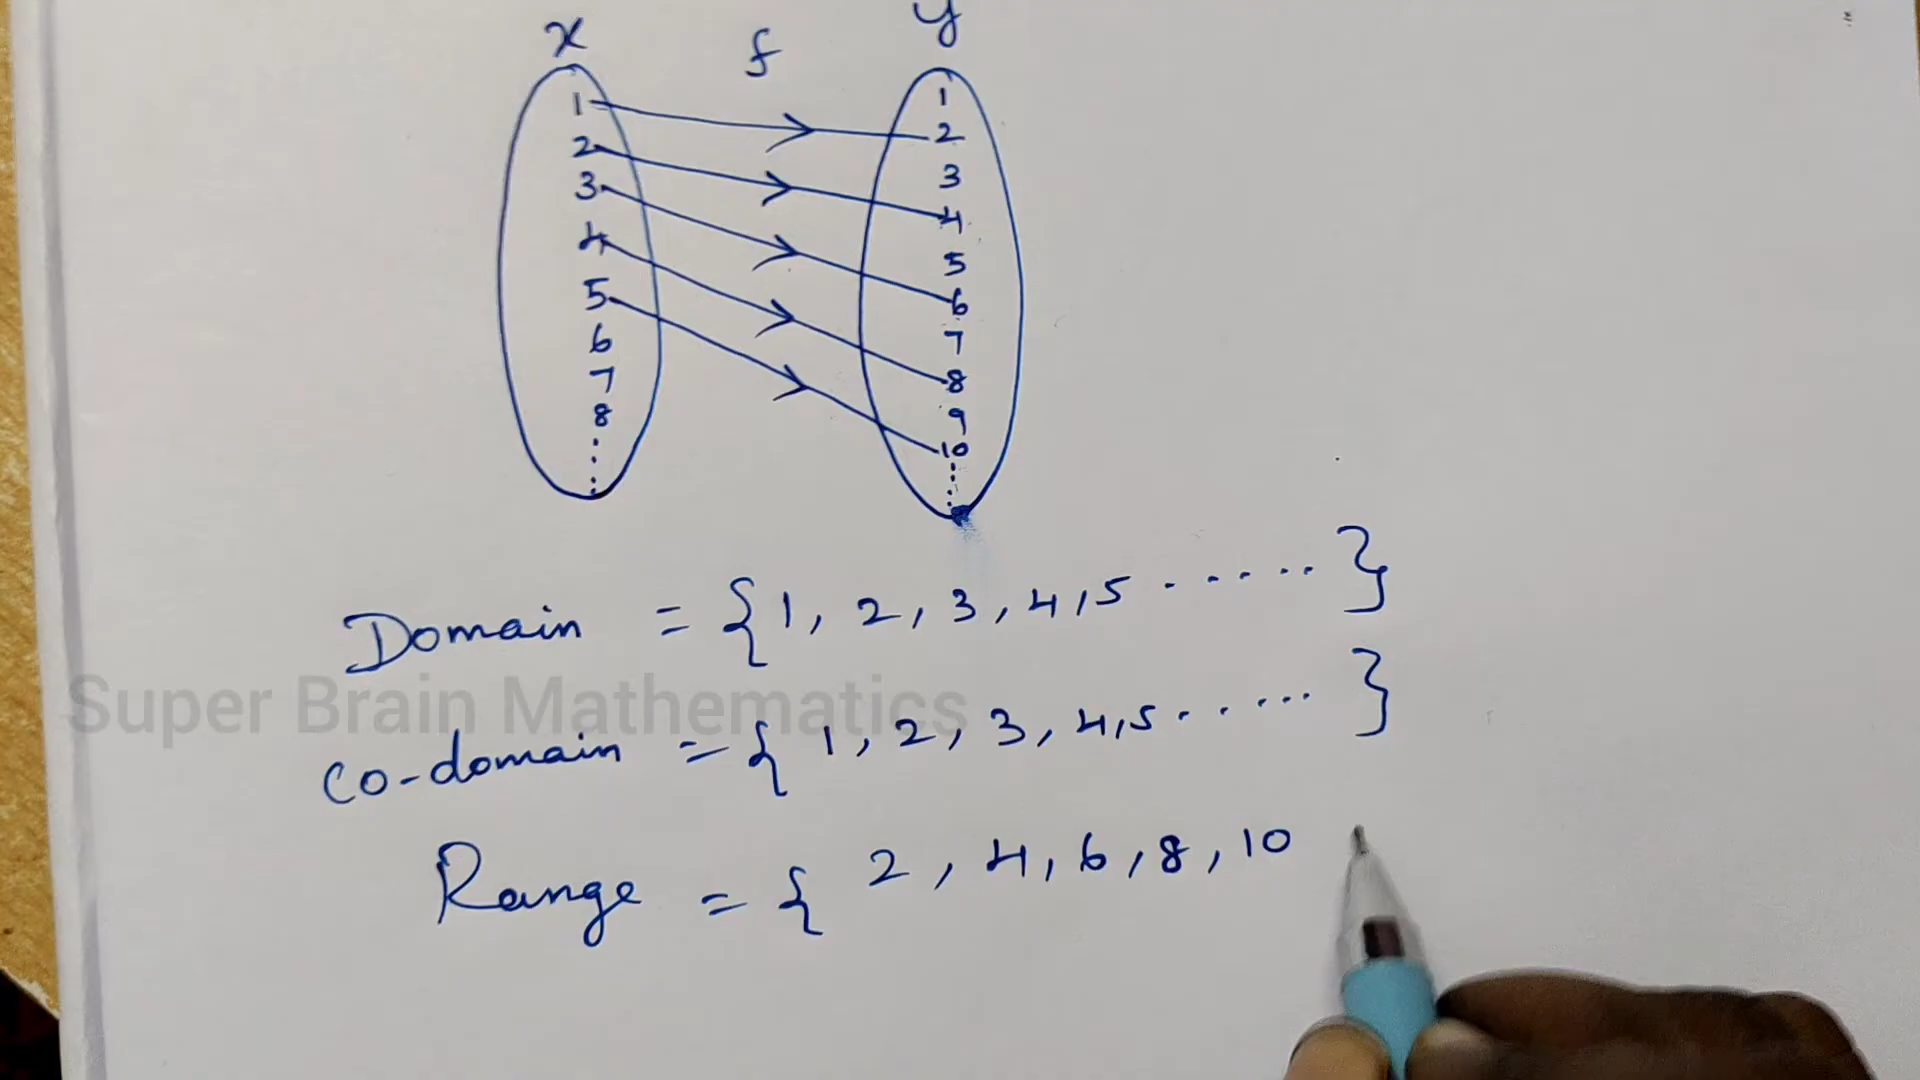 x f y
1 1
2 2
3 3
4 4
5 5
6 6
7 7
8 8
9
10
Domain = {1, 2, 3, 4, 5 ...... }
Super Brain Mathematics
co-domain = { 1, 2, 3, 4, 5 ...... }
Range = { 2, 4, 6, 8, 10